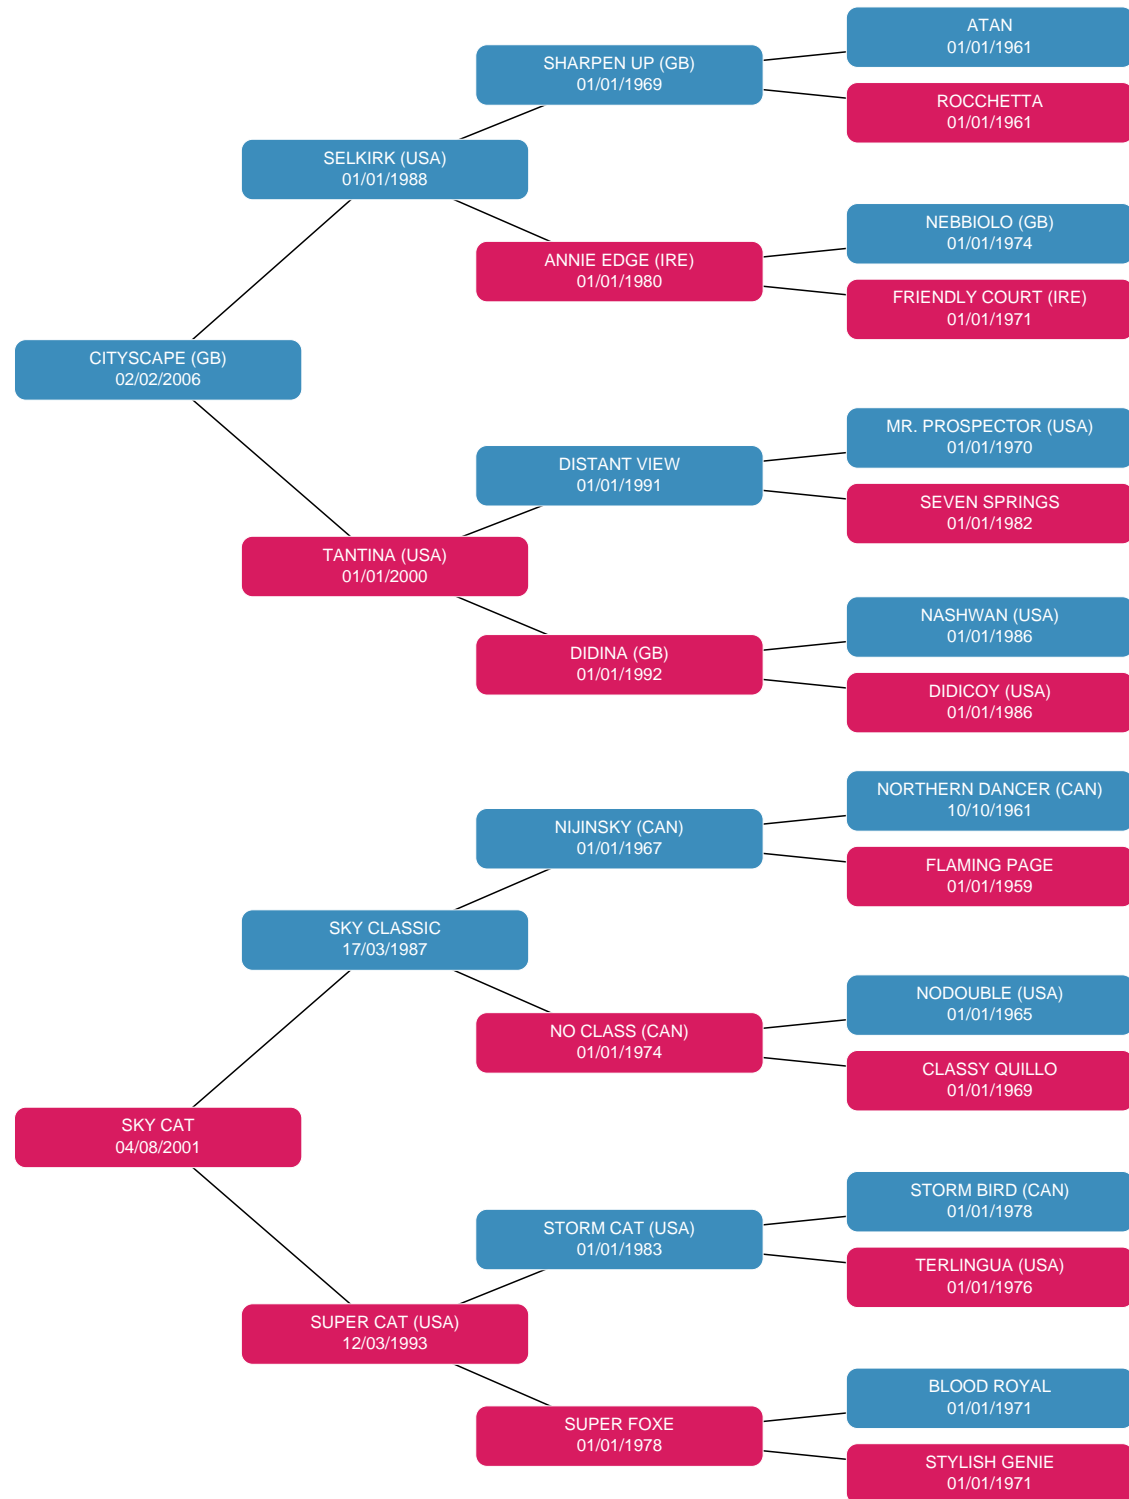 ATAN
01/01/1961
SHARPEN UP (GB)
01/01/1969
ROCCHETTA
01/01/1961
SELKIRK (USA)
01/01/1988
NEBBIOLO (GB)
01/01/1974
ANNIE EDGE (IRE)
01/01/1980
FRIENDLY COURT (IRE)
01/01/1971
CITYSCAPE (GB)
02/02/2006
MR. PROSPECTOR (USA)
01/01/1970
DISTANT VIEW
01/01/1991
SEVEN SPRINGS
01/01/1982
TANTINA (USA)
01/01/2000
NASHWAN (USA)
01/01/1986
DIDINA (GB)
01/01/1992
DIDICOY (USA)
01/01/1986
NORTHERN DANCER (CAN)
10/10/1961
NIJINSKY (CAN)
01/01/1967
FLAMING PAGE
01/01/1959
SKY CLASSIC
17/03/1987
NODOUBLE (USA)
01/01/1965
NO CLASS (CAN)
01/01/1974
CLASSY QUILLO
01/01/1969
SKY CAT
04/08/2001
STORM BIRD (CAN)
01/01/1978
STORM CAT (USA)
01/01/1983
TERLINGUA (USA)
01/01/1976
SUPER CAT (USA)
12/03/1993
BLOOD ROYAL
01/01/1971
SUPER FOXE
01/01/1978
STYLISH GENIE
01/01/1971